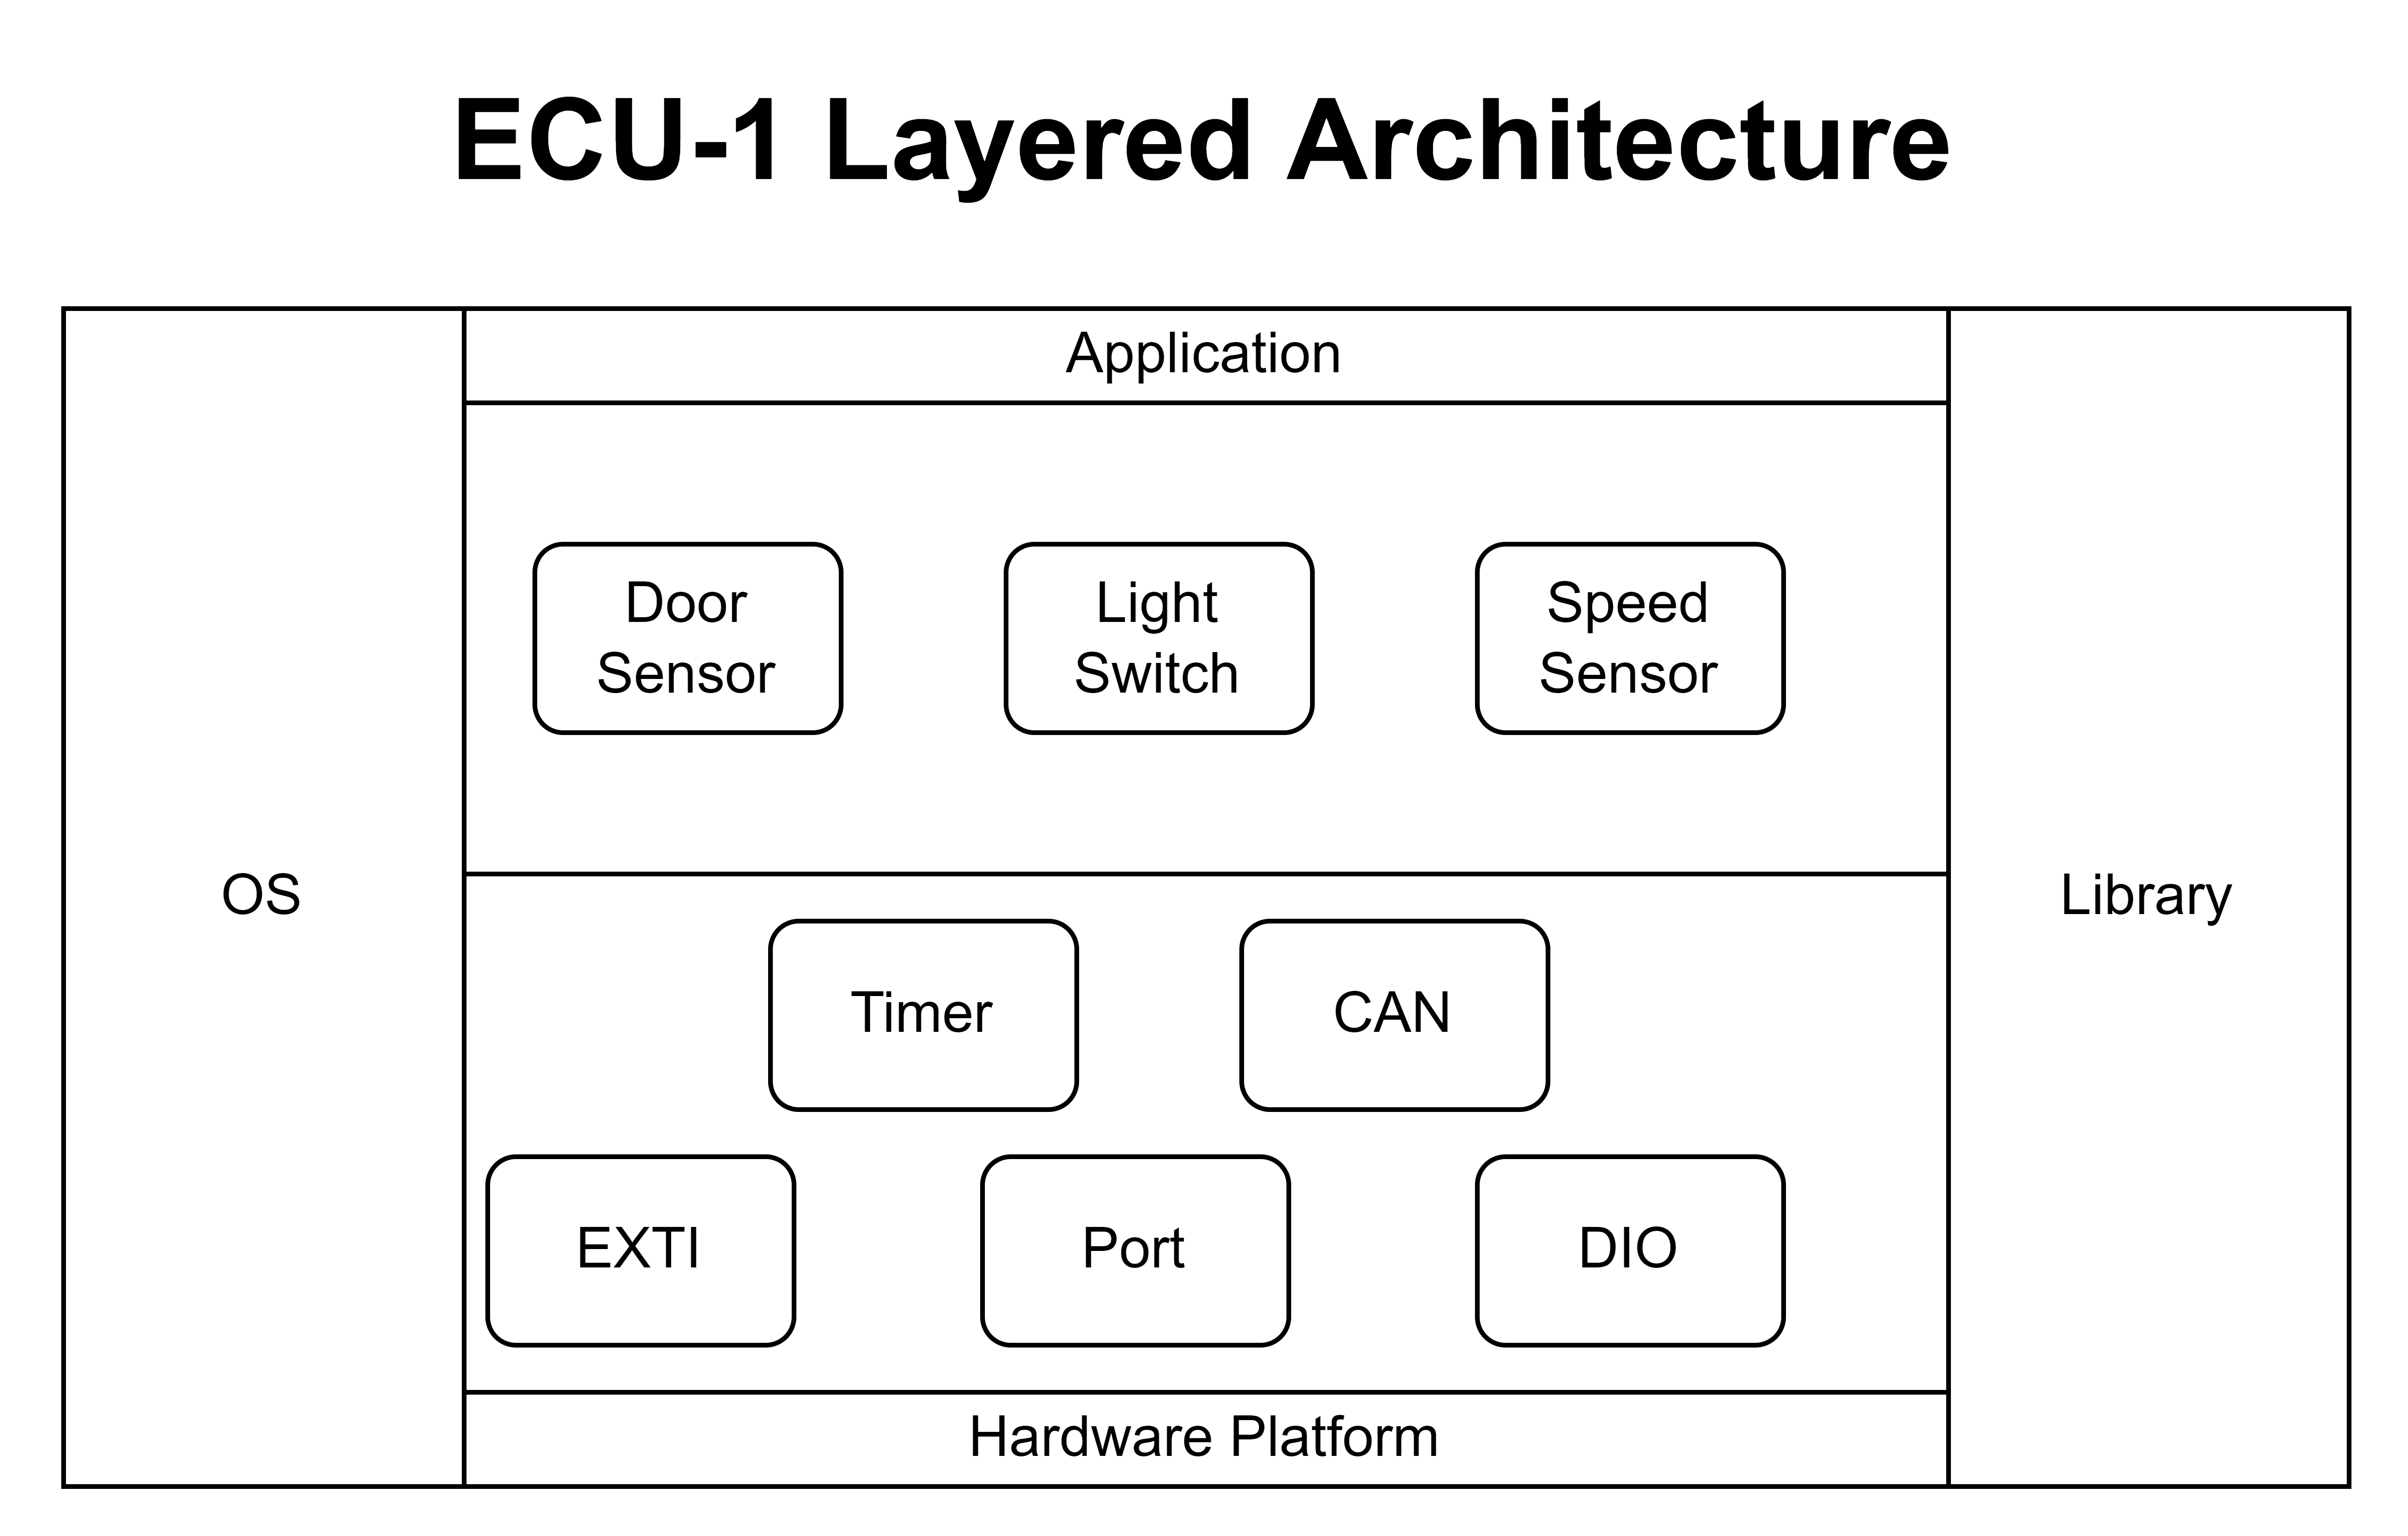 ECU-1 Layered Architecture
Application
Door
Sensor
Light
Switch
Speed
Sensor
OS
Library
Timer
CAN
EXTI
Port
DIO
Hardware Platform